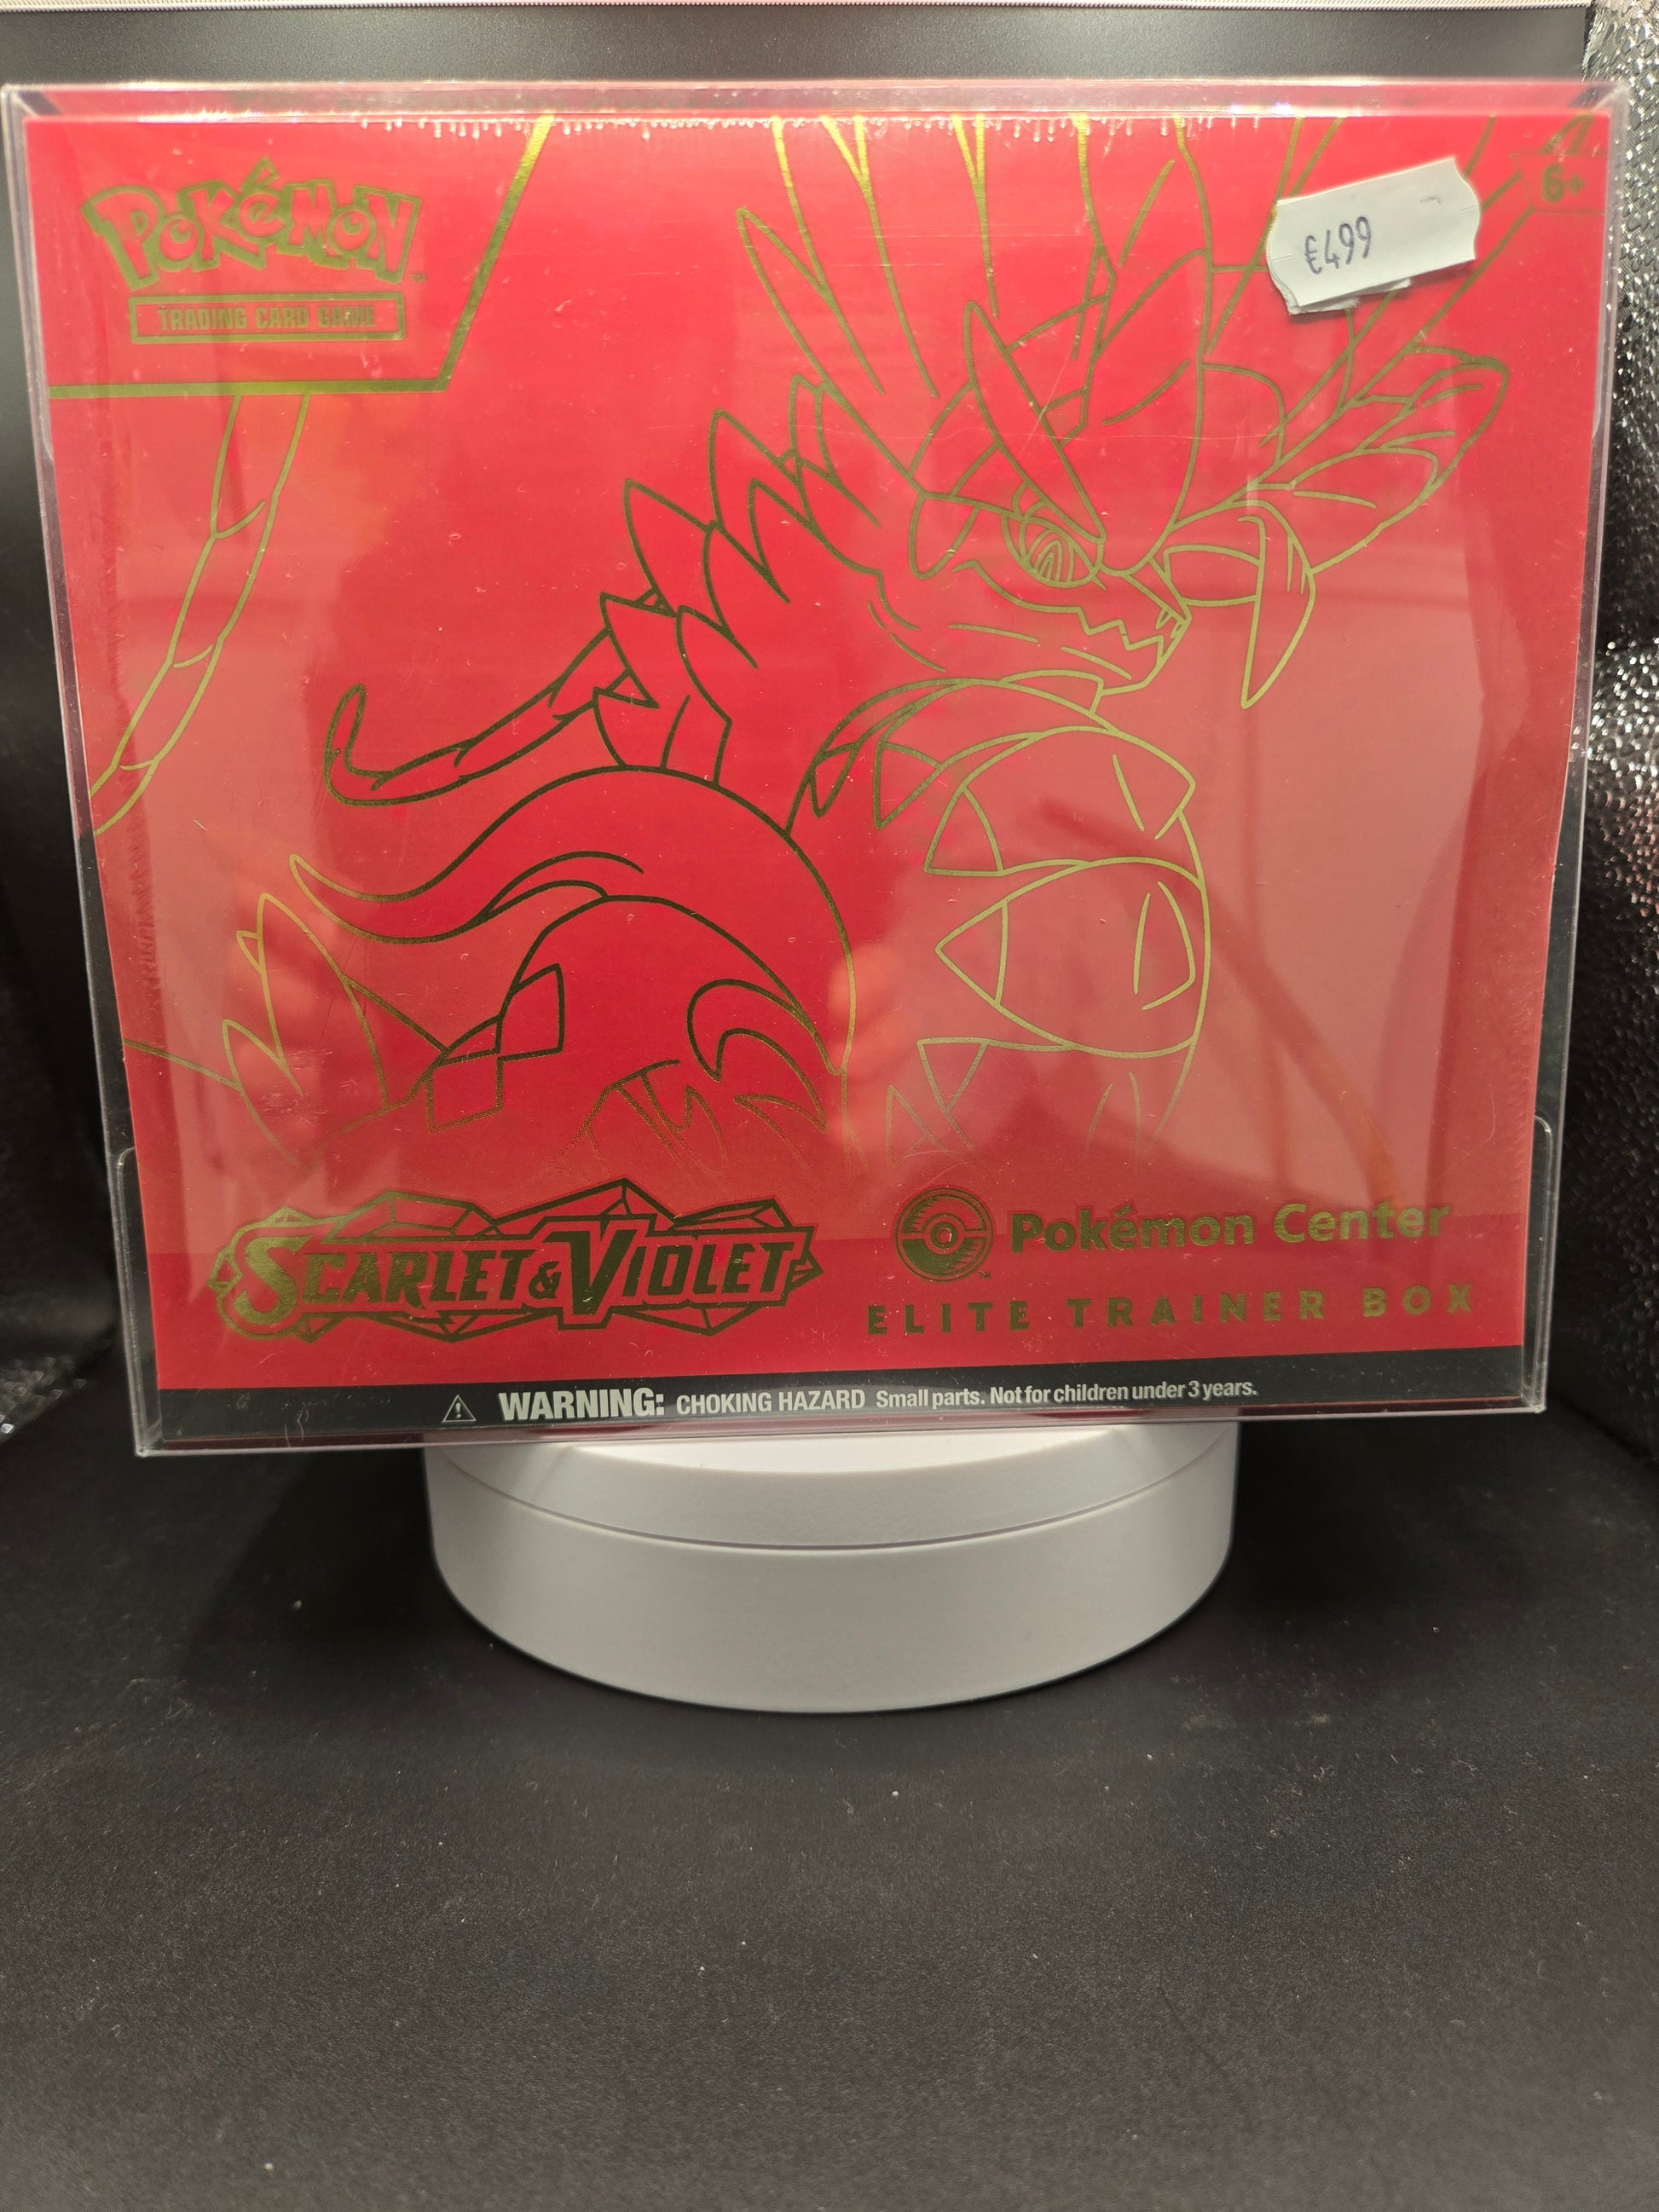 Pokémon
TM
TRADING CARD GAME
6+
€499
SCARLET & VIOLET
Pokémon Center
ELITE TRAINER BOX
WARNING: CHOKING HAZARD Small parts. Not for children under 3 years.